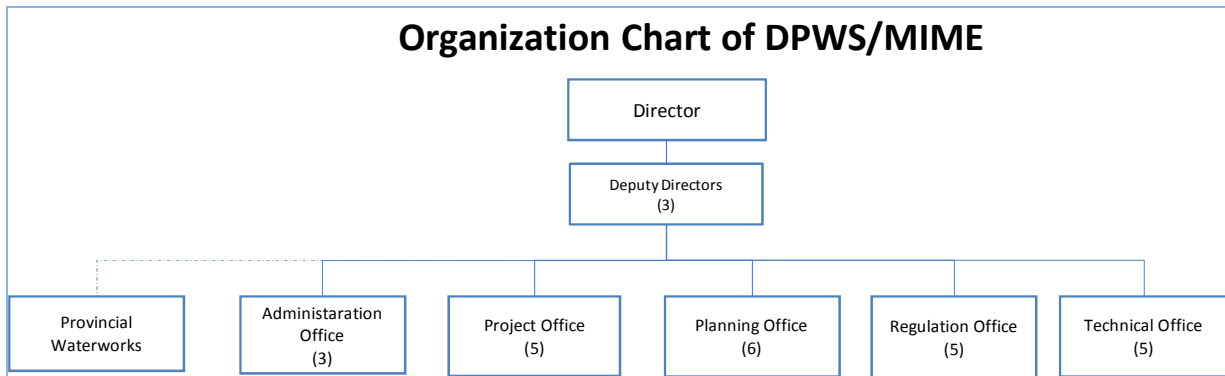 Organization Chart of DPWS/MIME
Director
Deputy Directors
(3)
Provincial
Waterworks
Administaration
Office
(3)
Project Office
(5)
Planning Office
(6)
Regulation Office
(5)
Technical Office
(5)